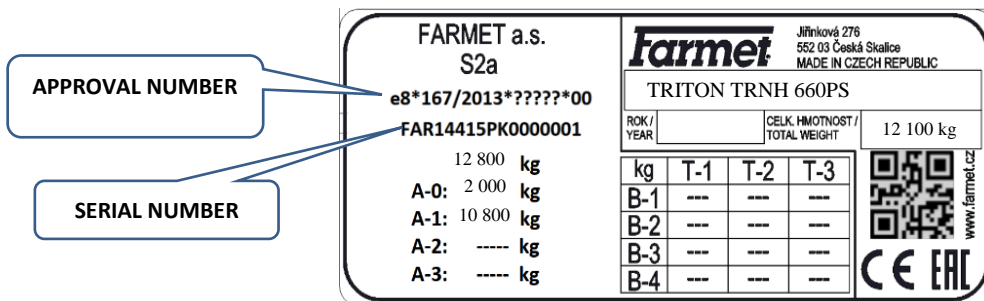 APPROVAL NUMBER
SERIAL NUMBER
FARMET a.s.
S2a
e8*167/2013*?????*00
FAR14415PK0000001
12 800 kg
A-0: 2 000 kg
A-1: 10 800 kg
A-2: ----- kg
A-3: ----- kg
Farmet
Jiřinková 276
552 03 Česká Skalice
MADE IN CZECH REPUBLIC
TRITON TRNH 660PS
ROK / YEAR
CELK. HMOTNOST / TOTAL WEIGHT 12 100 kg
kg T-1 T-2 T-3
B-1 --- --- ---
B-2 --- --- ---
B-3 --- --- ---
B-4 --- --- ---
www.farmet.cz
CE EAC